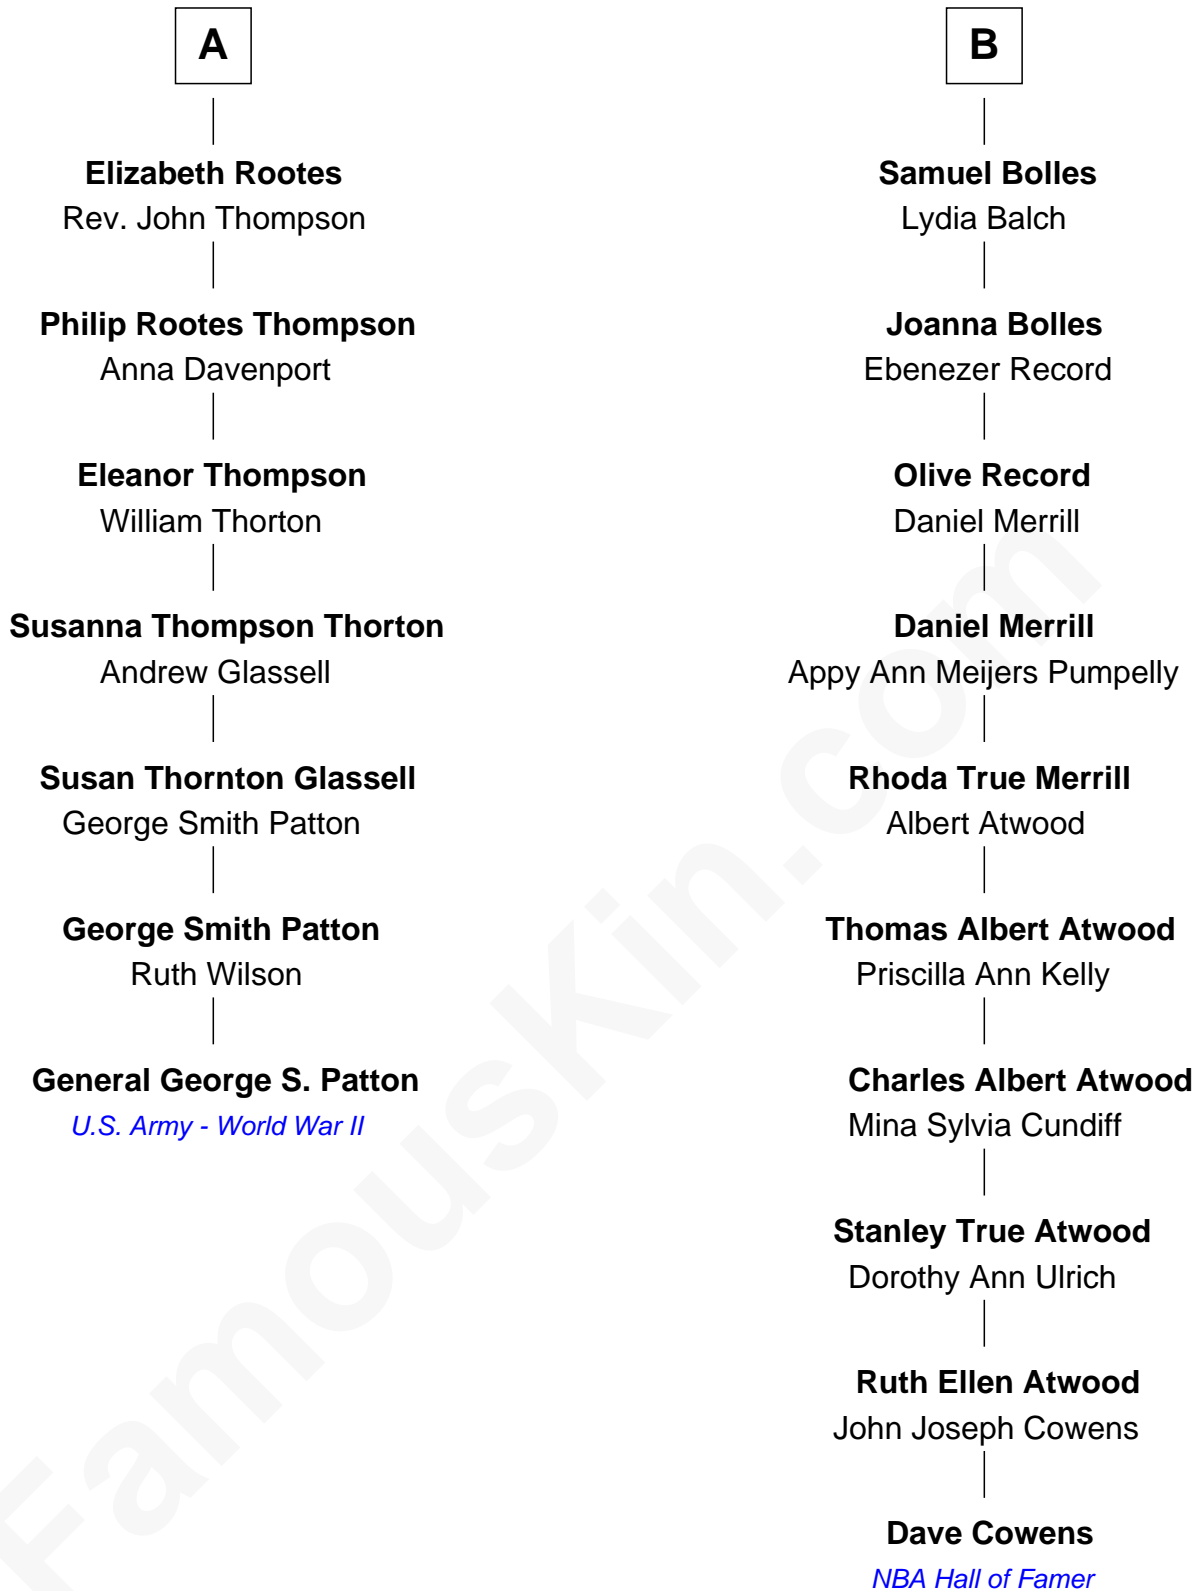 A
Elizabeth Rootes
Rev. John Thompson
Philip Rootes Thompson
Anna Davenport
Eleanor Thompson
William Thorton
Susanna Thompson Thorton
Andrew Glassell
Susan Thornton Glassell
George Smith Patton
George Smith Patton
Ruth Wilson
General George S. Patton
U.S. Army - World War II
B
Samuel Bolles
Lydia Balch
Joanna Bolles
Ebenezer Record
Olive Record
Daniel Merrill
Daniel Merrill
Appy Ann Meijers Pumpelly
Rhoda True Merrill
Albert Atwood
Thomas Albert Atwood
Priscilla Ann Kelly
Charles Albert Atwood
Mina Sylvia Cundiff
Stanley True Atwood
Dorothy Ann Ulrich
Ruth Ellen Atwood
John Joseph Cowens
Dave Cowens
NBA Hall of Famer
FamousKin.com